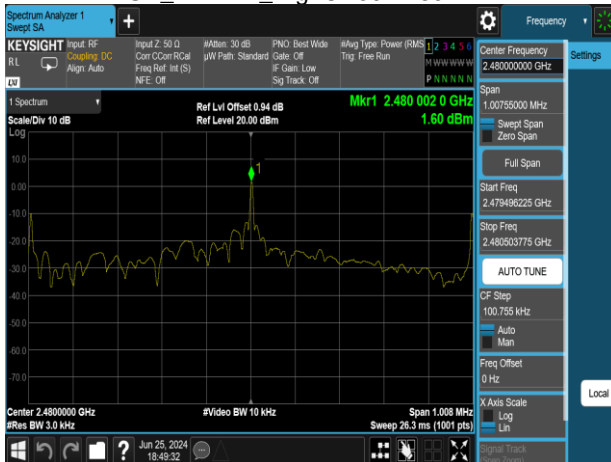 Spectrum Analyzer 1
Swept SA
+
Frequency
KEYSIGHT
RL
LXI
Input: RF
Coupling: DC
Align: Auto
Input Z: 50 Ω
Corr CCorr RCal
Freq Ref: Int (S)
NFE: Off
#Atten: 30 dB
µW Path: Standard
PNO: Best Wide
Gate: Off
IF Gain: Low
Sig Track: Off
#Avg Type: Power (RMS
Trig: Free Run
1 2 3 4 5 6
M W W W W W
P N N N N N
1 Spectrum
Scale/Div 10 dB
Log
Ref Lvl Offset 0.94 dB
Ref Level 20.00 dBm
Mkr1 2.480 002 0 GHz
1.60 dBm
1
10.0
0.00
-10.0
-20.0
-30.0
-40.0
-50.0
-60.0
-70.0
Center 2.4800000 GHz
#Res BW 3.0 kHz
#Video BW 10 kHz
Span 1.008 MHz
Sweep 26.3 ms (1001 pts)
Jun 25, 2024
18:49:32
?
Center Frequency
2.480000000 GHz
Settings
Span
1.00755000 MHz
Swept Span
Zero Span
Full Span
Start Freq
2.479496225 GHz
Stop Freq
2.480503775 GHz
AUTO TUNE
CF Step
100.755 kHz
Auto
Man
Freq Offset
0 Hz
X Axis Scale
Log
Lin
Local
Signal Track
(Span Zoom)